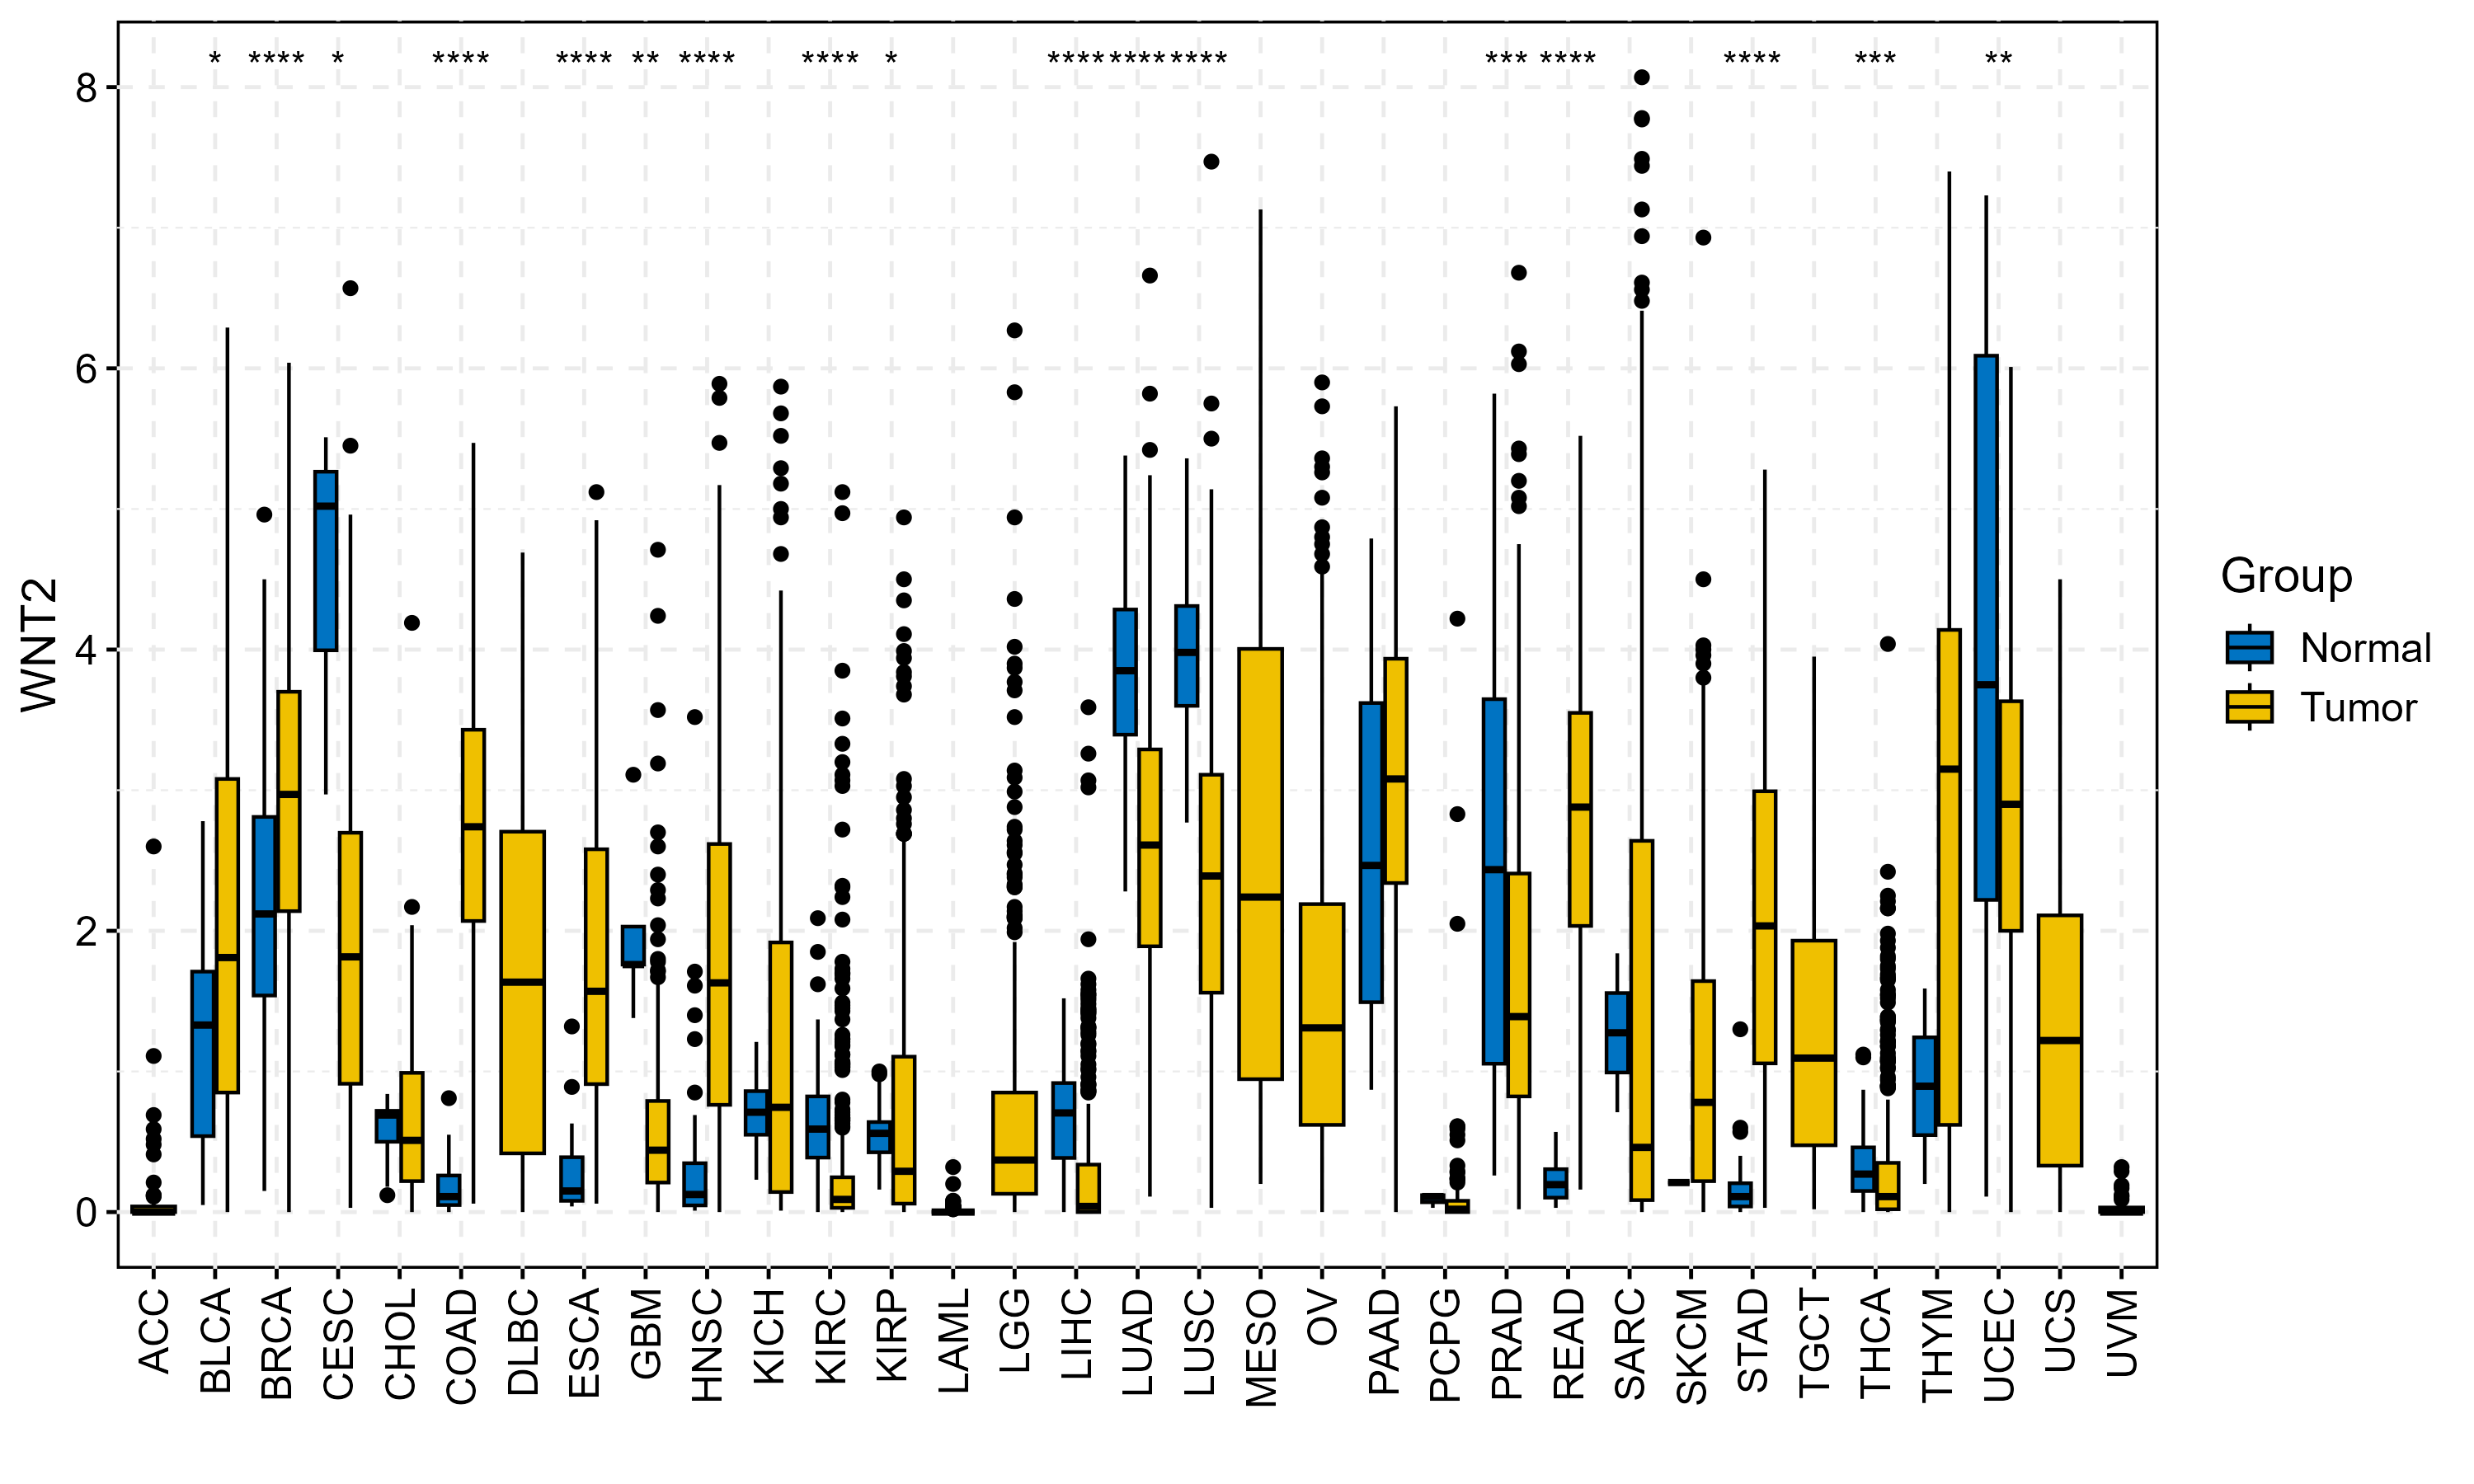 * **** * **** **** ** **** **** * **** **** **** *** **** **** *** **
8
6
4
2
0
WNT2
ACC BLCA BRCA CESC CHOL COAD DLBC ESCA GBM HNSC KICH KIRC KIRP LAML LGG LIHC LUAD LUSC MESO OV PAAD PCPG PRAD READ SARC SKCM STAD TGCT THCA THYM UCEC UCS UVM
Group
Normal
Tumor